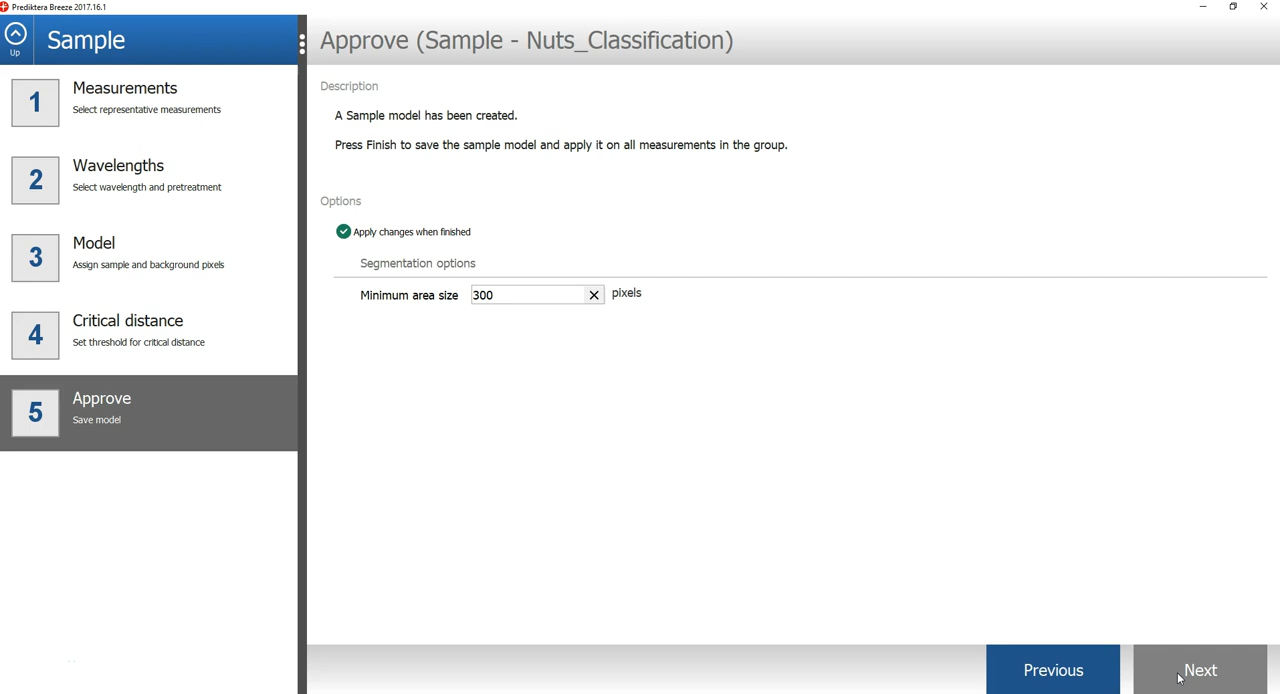 Prediktera Breeze 2017.16.1
Up
Sample
Approve (Sample - Nuts_Classification)
1
Measurements
Select representative measurements
2
Wavelengths
Select wavelength and pretreatment
3
Model
Assign sample and background pixels
4
Critical distance
Set threshold for critical distance
5
Approve
Save model
Description
A Sample model has been created.
Press Finish to save the sample model and apply it on all measurements in the group.
Options
Apply changes when finished
Segmentation options
Minimum area size 300 pixels
Previous
Next